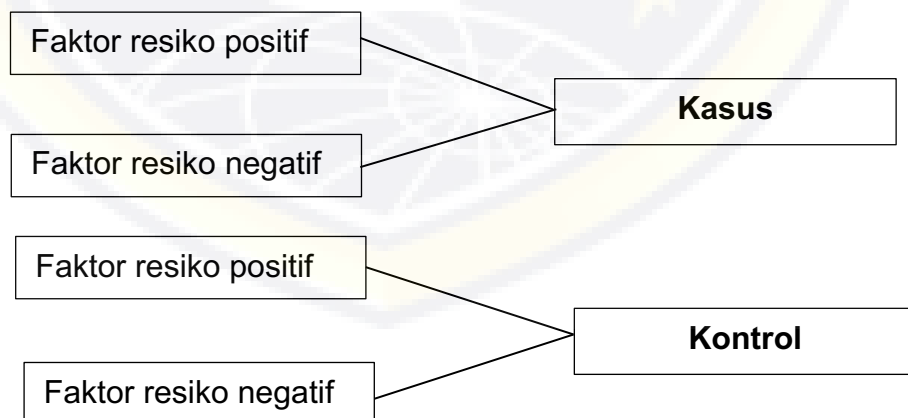 Faktor resiko positif
Kasus
Faktor resiko negatif
Faktor resiko positif
Kontrol
Faktor resiko negatif